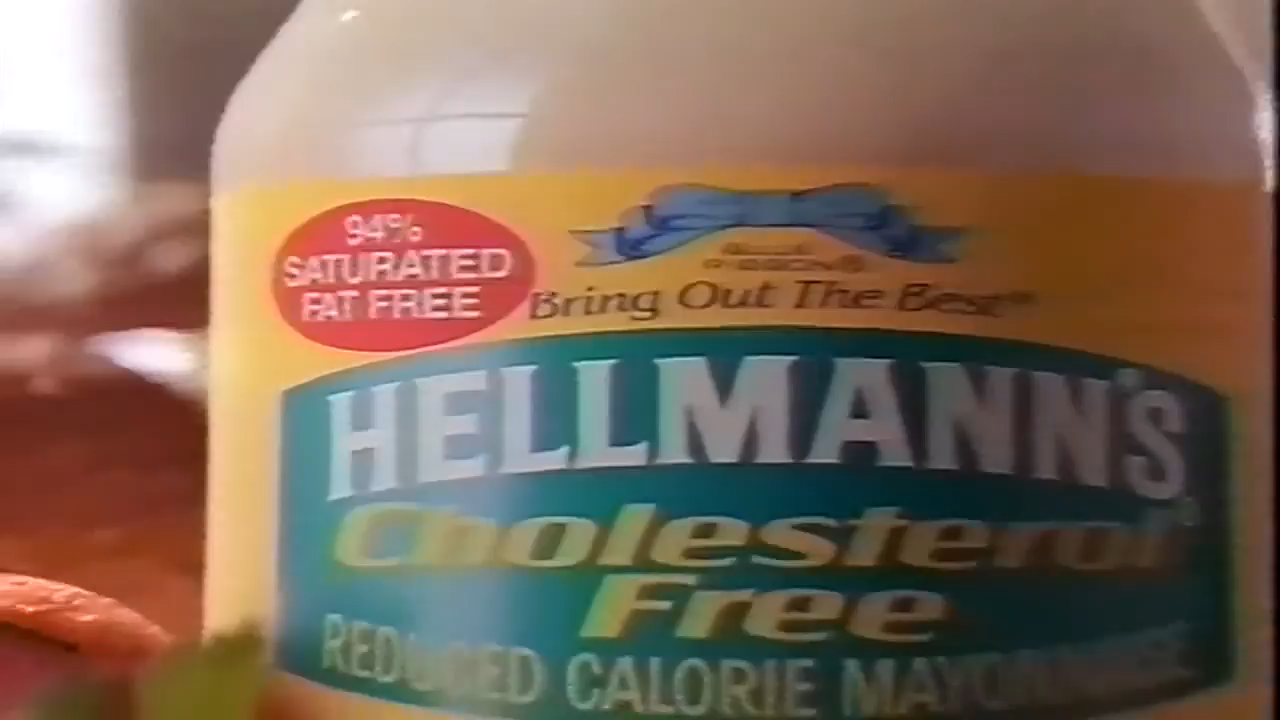 94%
SATURATED
FAT FREE
Bring Out The Best
HELLMANN'S
Cholesterol
Free
REDUCED CALORIE MAYONNAISE